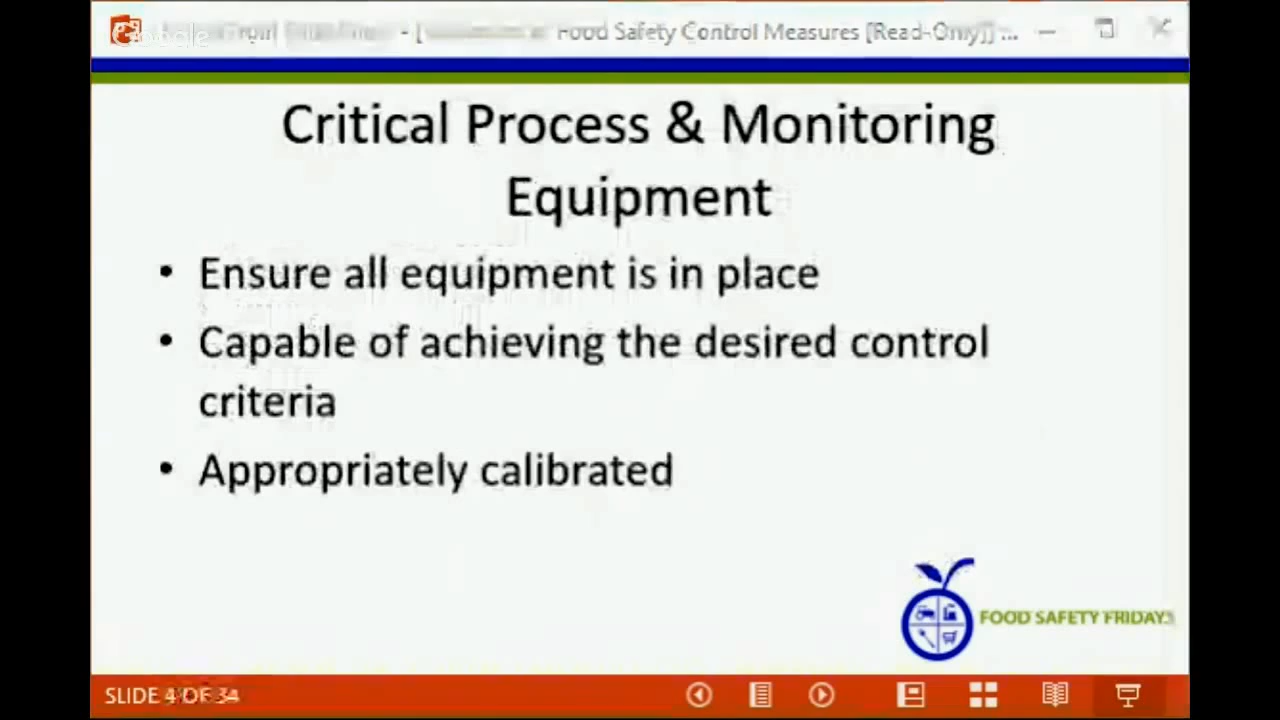 Google
Food Safety Control Measures [Read-Only]] ...
Critical Process & Monitoring
Equipment
• Ensure all equipment is in place
• Capable of achieving the desired control
criteria
• Appropriately calibrated
FOOD SAFETY FRIDAYS
SLIDE 4 OF 34